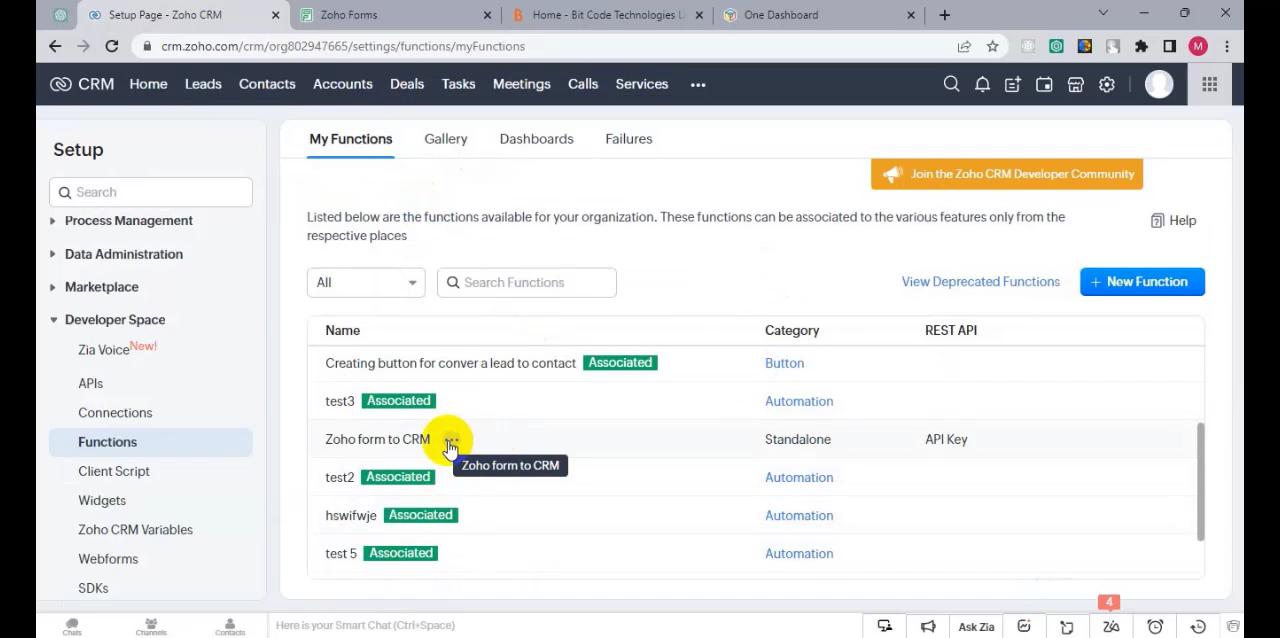 Setup Page - Zoho CRM
Zoho Forms
Home - Bit Code Technologies L
One Dashboard
crm.zoho.com/crm/org802947665/settings/functions/myFunctions
M
CRM Home Leads Contacts Accounts Deals Tasks Meetings Calls Services
Setup
Search
Process Management
Data Administration
Marketplace
Developer Space
Zia Voice New!
APIs
Connections
Functions
Client Script
Widgets
Zoho CRM Variables
Webforms
SDKs
My Functions Gallery Dashboards Failures
Join the Zoho CRM Developer Community
Listed below are the functions available for your organization. These functions can be associated to the various features only from the
respective places
Help
All
Search Functions
View Deprecated Functions
+ New Function
Name Category REST API
Creating button for conver a lead to contact Associated Button
test3 Associated Automation
Zoho form to CRM ... Standalone API Key
Zoho form to CRM
test2 Associated Automation
hswifwje Associated Automation
test 5 Associated Automation
Chats
Channels
Contacts
Here is your Smart Chat (Ctrl+Space)
Ask Zia
4